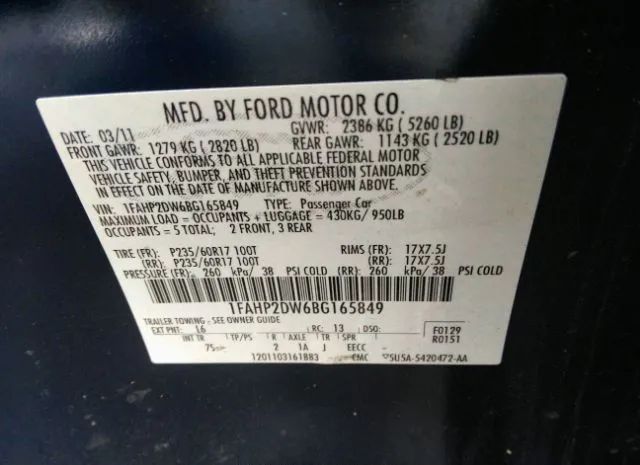 MFD. BY FORD MOTOR CO.
DATE: 03/11 GVWR: 2386 KG ( 5260 LB)
FRONT GAWR: 1279 KG ( 2820 LB) REAR GAWR: 1143 KG ( 2520 LB)
THIS VEHICLE CONFORMS TO ALL APPLICABLE FEDERAL MOTOR
VEHICLE SAFETY, BUMPER, AND THEFT PREVENTION STANDARDS
IN EFFECT ON THE DATE OF MANUFACTURE SHOWN ABOVE.
VIN: 1FAHP2DW6BG165849 TYPE: Passenger Car
MAXIMUM LOAD = OCCUPANTS + LUGGAGE = 430KG/950LB
OCCUPANTS = 5 TOTAL; 2 FRONT, 3 REAR
TIRE (FR): P235/60R17 100T RIMS (FR): 17X7.5J
(RR): P235/60R17 100T (RR): 17X7.5J
PRESSURE (FR): 260 kPa/ 38 PSI COLD (RR): 260 kPa/ 38 PSI COLD
1FAHP2DW6BG165849
TRAILER TOWING - SEE OWNER GUIDE
EXT PNT: L6 RC: 13 DSO: F0129
INT TR TP/PS R AXLE TR SPR R0151
75 2 1A J EECC
1201103161883 CMC 5U5A-5420472-AA